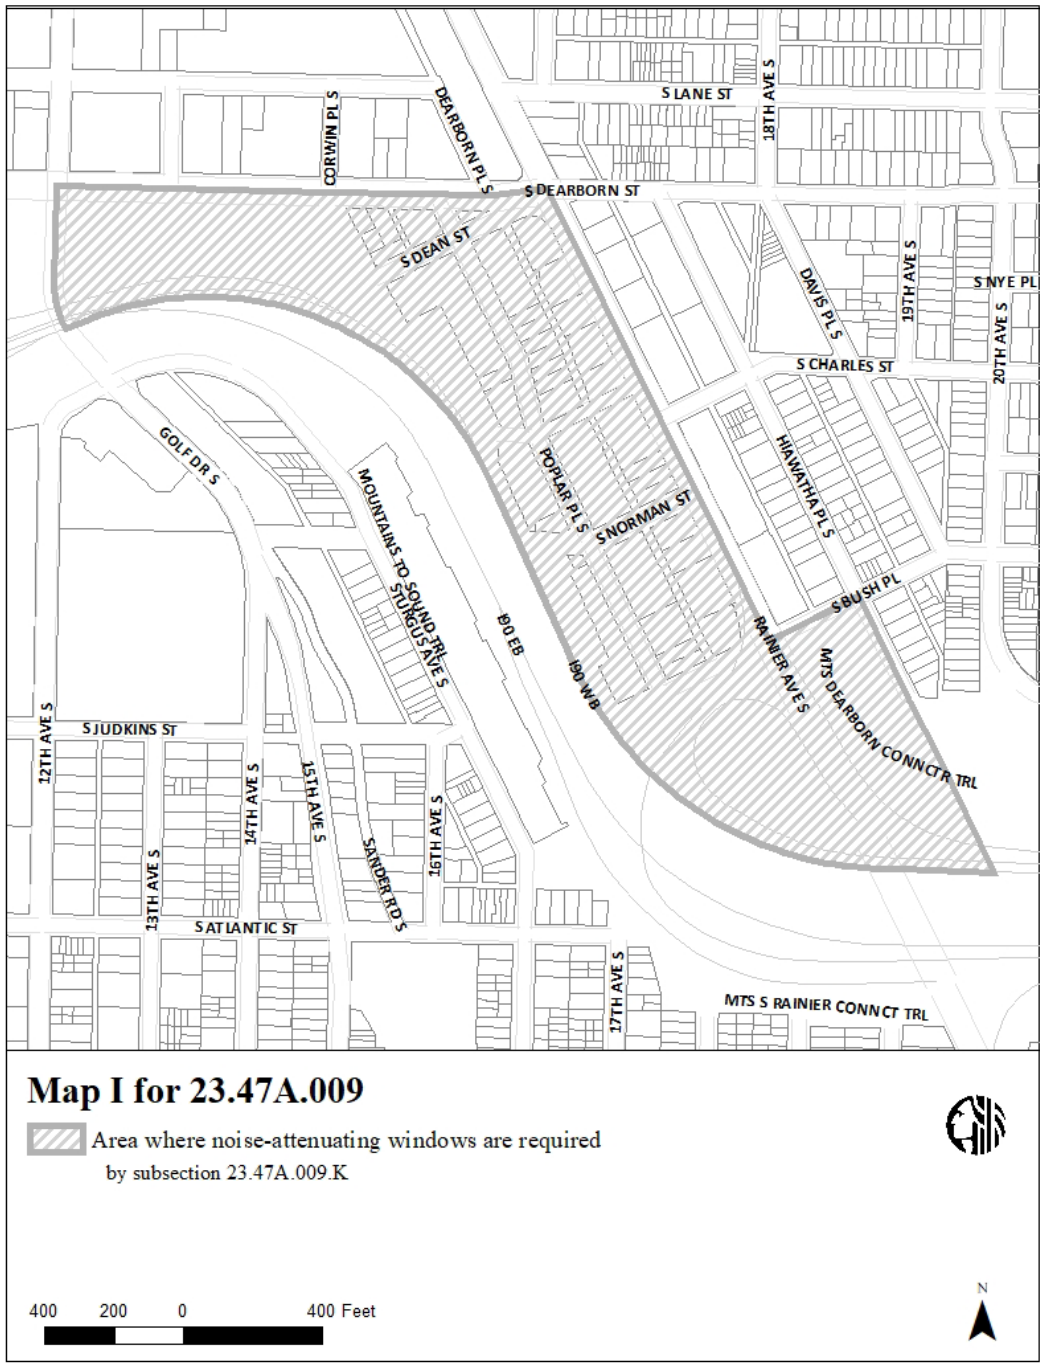 S LANE ST
18TH AVE S
CORWIN PL S
DEARBORN PL S
S DEARBORN ST
S DEAN ST
19TH AVE S
S NYE PL
DAVIS PL S
20TH AVE S
S CHARLES ST
GOLF DR S
POPLAR PL S
HIAWATHA PL S
MOUNTAINS TO SOUND TRL
S NORMAN ST
STURGUS AVE S
S BUSH PL
I90 EB
I90 WB
RAINIER AVE S
MTS DEARBORN CONNCTR TRL
12TH AVE S
S JUDKINS ST
14TH AVE S
15TH AVE S
16TH AVE S
13TH AVE S
SANDER RD S
S ATLANTIC ST
17TH AVE S
MTS S RAINIER CONNCT TRL
Map I for 23.47A.009
Area where noise-attenuating windows are required
by subsection 23.47A.009.K
N
400 200 0 400 Feet